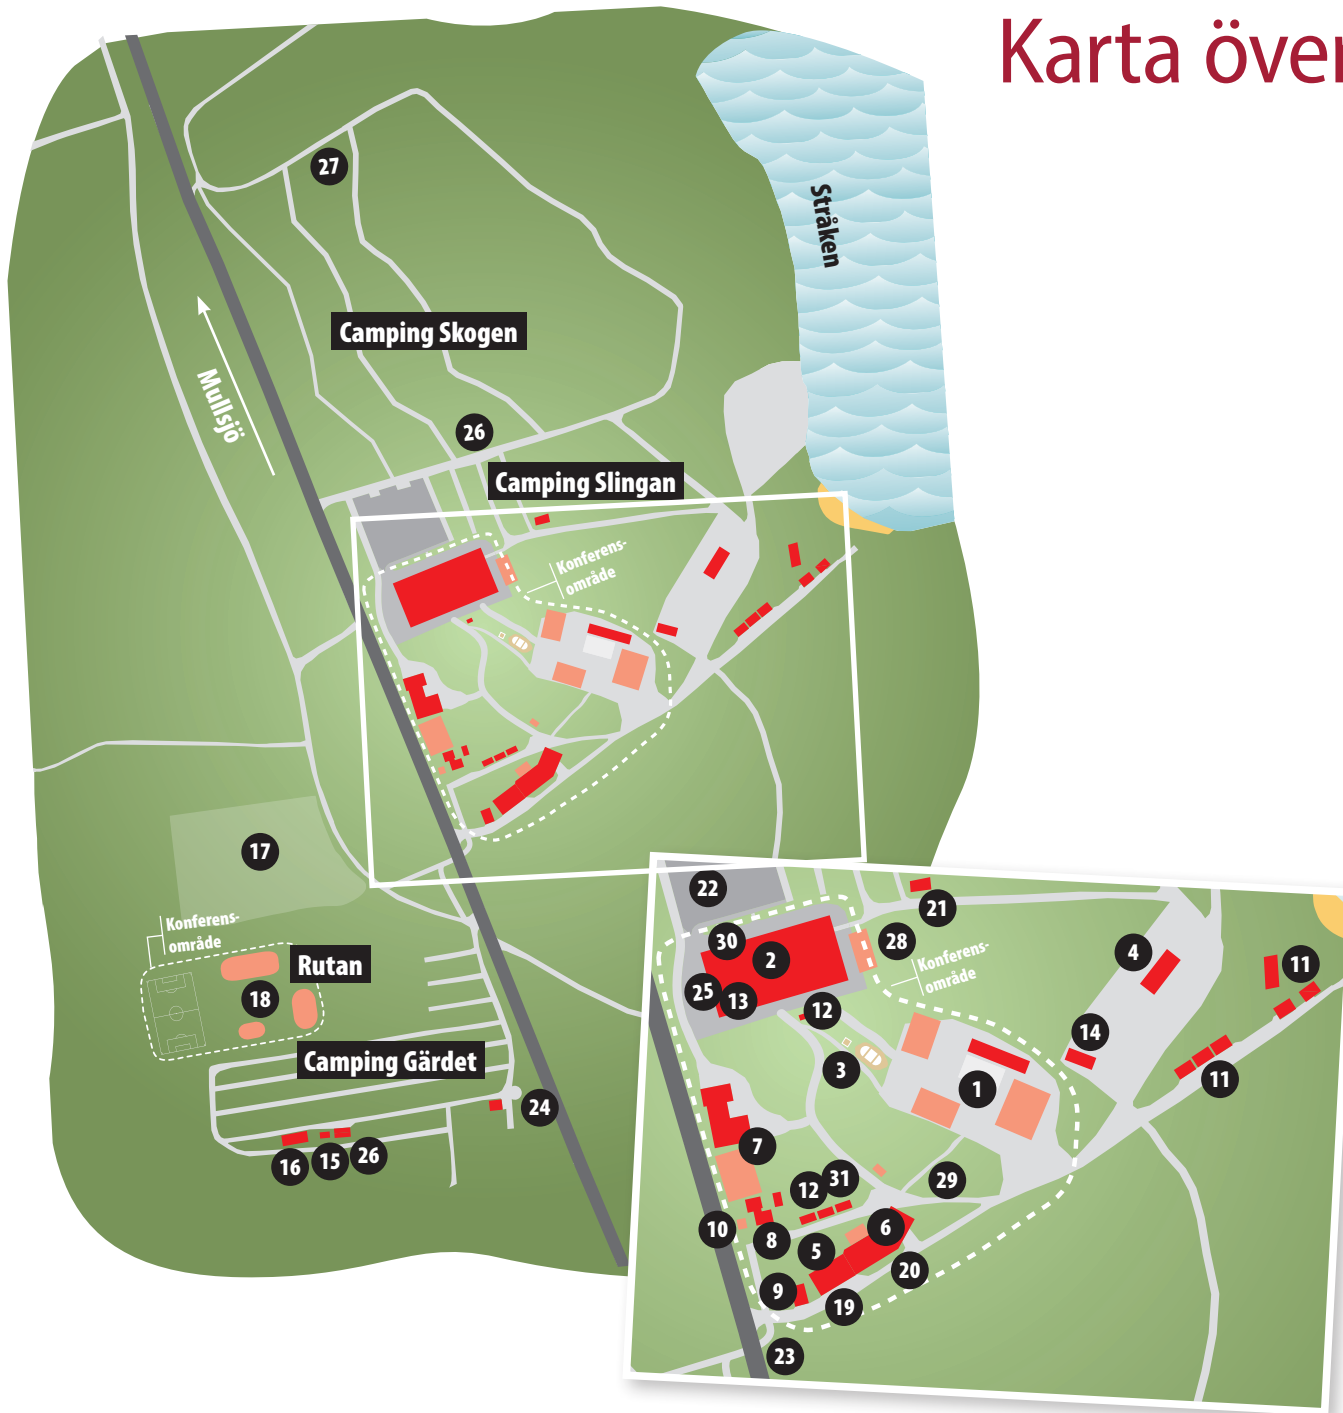 Karta över
Stråken
27
Camping Skogen
Mullsjö
26
Camping Slingan
Konferens-
område
17
Konferens-
område
Rutan
18
Camping Gärdet
24
16
15
26
22
21
30
2
28
Konferens-
område
4
11
25
13
12
14
3
1
11
7
12
31
29
10
8
5
6
20
9
19
23